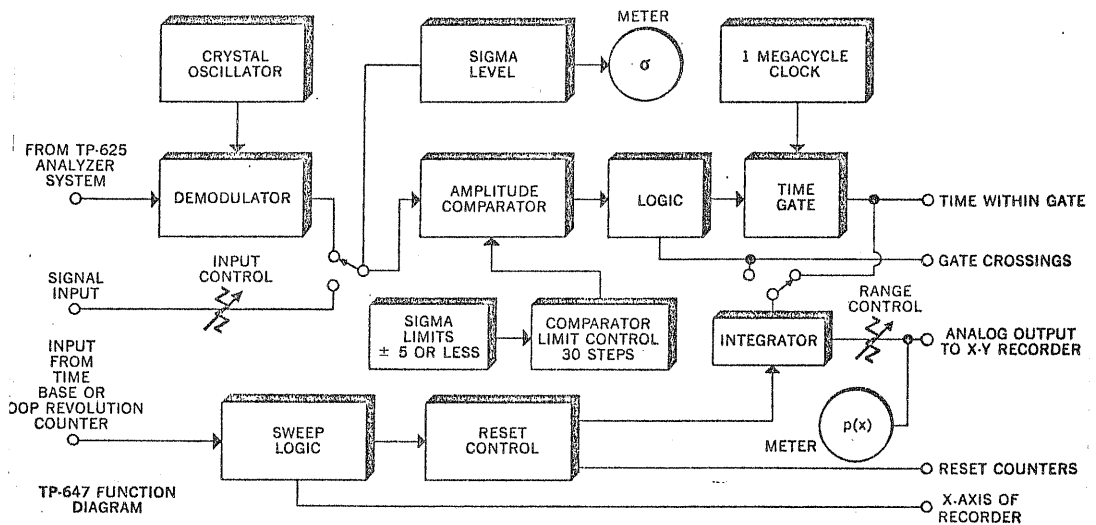 CRYSTAL
OSCILLATOR
SIGMA
LEVEL
METER
σ
1 MEGACYCLE
CLOCK
FROM TP-625
ANALYZER
SYSTEM
DEMODULATOR
AMPLITUDE
COMPARATOR
LOGIC
TIME
GATE
TIME WITHIN GATE
GATE CROSSINGS
SIGNAL
INPUT
INPUT
CONTROL
SIGMA
LIMITS
± 5 OR LESS
COMPARATOR
LIMIT CONTROL
30 STEPS
INTEGRATOR
RANGE
CONTROL
ANALOG OUTPUT
TO X-Y RECORDER
INPUT
FROM
TIME
BASE OR
OOP REVOLUTION
COUNTER
SWEEP
LOGIC
RESET
CONTROL
METER
p(x)
RESET COUNTERS
X-AXIS OF
RECORDER
TP-647 FUNCTION
DIAGRAM